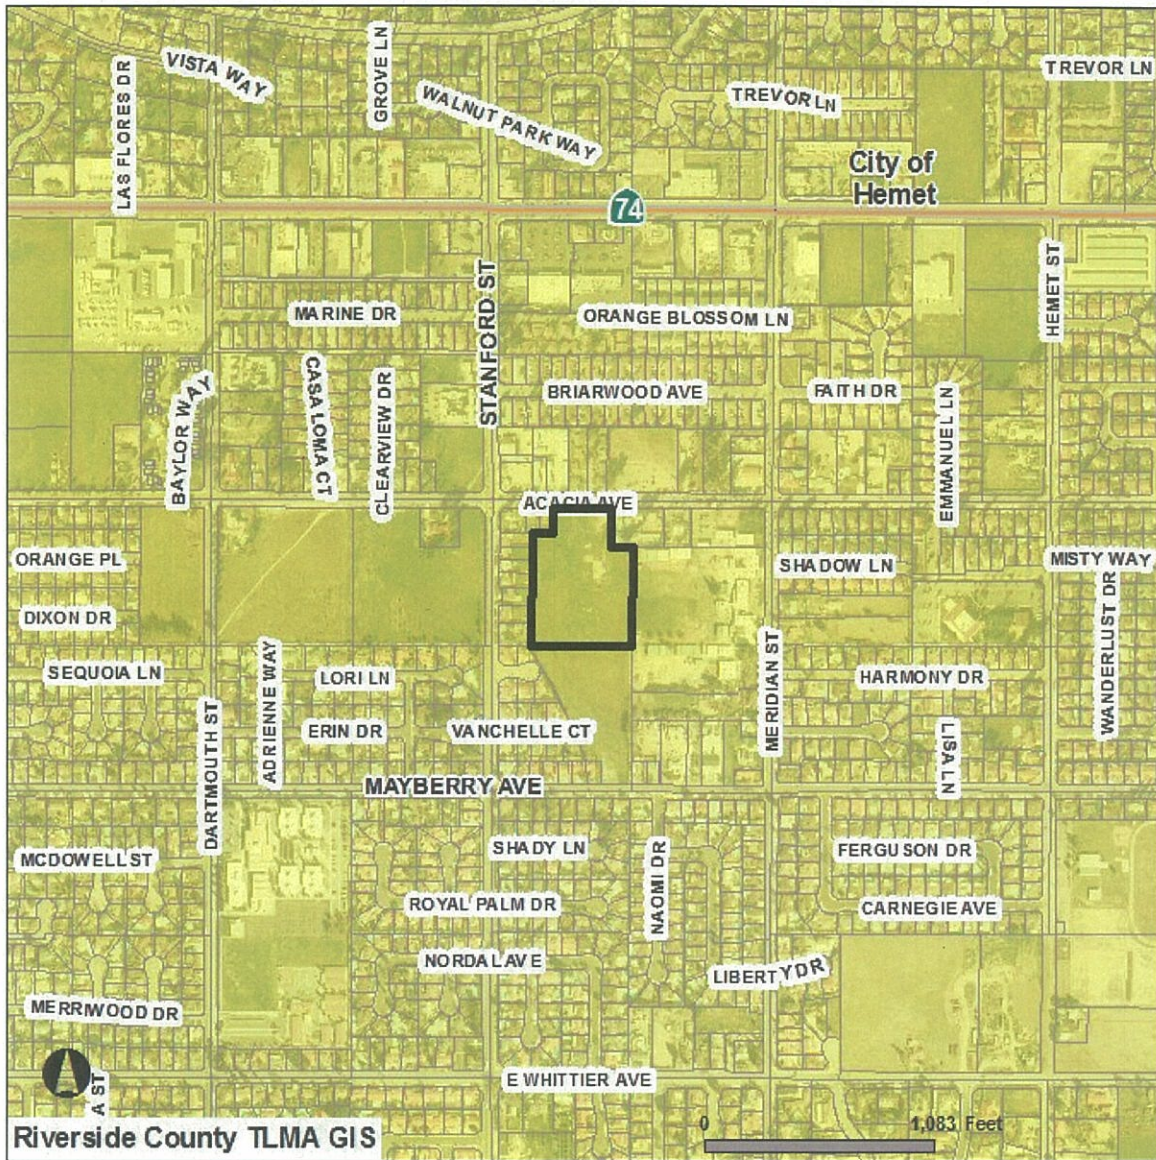 TREVOR LN
VISTA WAY
GROVE LN
LAS FLORES DR
WALNUT PARK WAY
TREVOR LN
City of
Hemet
74
STANFORD ST
HEMET ST
MARINE DR
ORANGE BLOSSOM LN
BAYLOR WAY
CASA LOMA CT
CLEARVIEW DR
BRIARWOOD AVE
FAITH DR
EMMANUEL LN
ACACIA AVE
ORANGE PL
SHADOW LN
MISTY WAY
DIXON DR
WANDERLUST DR
SEQUOIA LN
ADRIENNE WAY
LORI LN
MERIDIAN ST
HARMONY DR
DARTMOUTH ST
ERIN DR
VANCHELLE CT
LISA LN
MAYBERRY AVE
MCDOWELL ST
SHADY LN
NAOMI DR
FERGUSON DR
ROYAL PALM DR
CARNEGIE AVE
NORDAL AVE
LIBERTY DR
MERRIWOOD DR
A ST
E WHITTIER AVE
Riverside County TLMA GIS
0 1,083 Feet